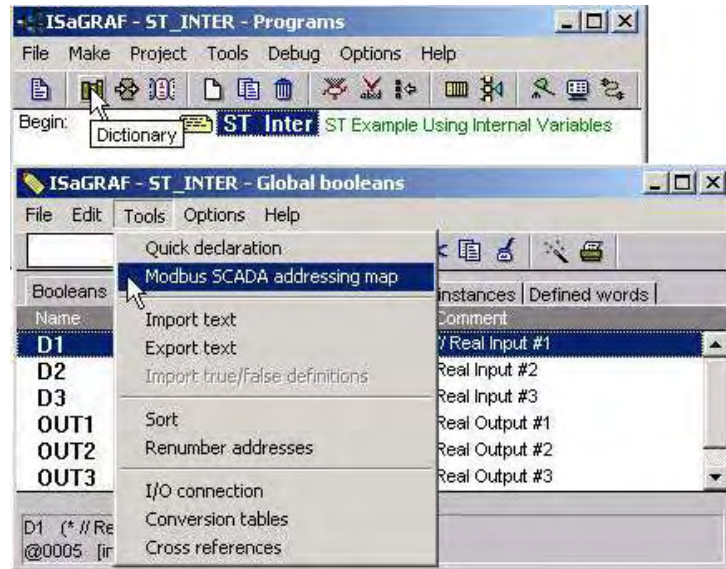 ISaGRAF - ST_INTER - Programs
File Make Project Tools Debug Options Help
Begin: ST_Inter ST Example Using Internal Variables
Dictionary
ISaGRAF - ST_INTER - Global booleans
File Edit Tools Options Help
Quick declaration
Modbus SCADA addressing map
Import text
Export text
Import true/false definitions
Sort
Renumber addresses
I/O connection
Conversion tables
Cross references
Booleans instances Defined words
Name Comment
D1 // Real Input #1
D2 Real Input #2
D3 Real Input #3
OUT1 Real Output #1
OUT2 Real Output #2
OUT3 Real Output #3
D1 (* // Re
@0005 [in